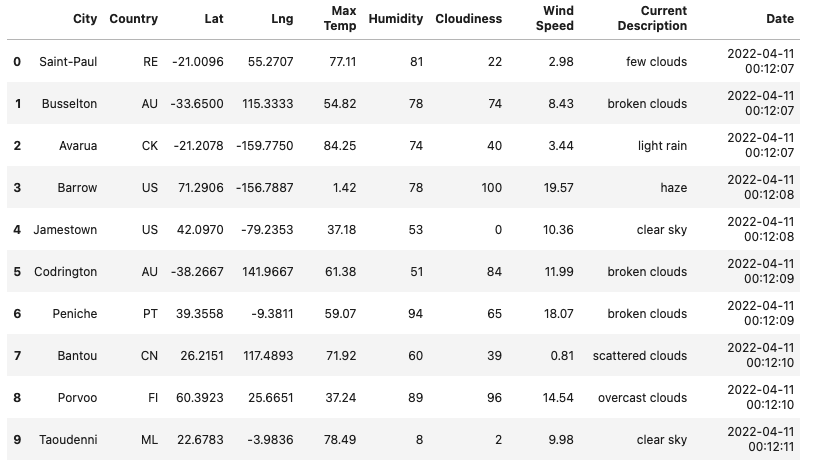 City Country Lat Lng Max Temp Humidity Cloudiness Wind Speed Current Description Date
0 Saint-Paul RE -21.0096 55.2707 77.11 81 22 2.98 few clouds 2022-04-11 00:12:07
1 Busselton AU -33.6500 115.3333 54.82 78 74 8.43 broken clouds 2022-04-11 00:12:07
2 Avarua CK -21.2078 -159.7750 84.25 74 40 3.44 light rain 2022-04-11 00:12:07
3 Barrow US 71.2906 -156.7887 1.42 78 100 19.57 haze 2022-04-11 00:12:08
4 Jamestown US 42.0970 -79.2353 37.18 53 0 10.36 clear sky 2022-04-11 00:12:08
5 Codrington AU -38.2667 141.9667 61.38 51 84 11.99 broken clouds 2022-04-11 00:12:09
6 Peniche PT 39.3558 -9.3811 59.07 94 65 18.07 broken clouds 2022-04-11 00:12:09
7 Bantou CN 26.2151 117.4893 71.92 60 39 0.81 scattered clouds 2022-04-11 00:12:10
8 Porvoo FI 60.3923 25.6651 37.24 89 96 14.54 overcast clouds 2022-04-11 00:12:10
9 Taoudenni ML 22.6783 -3.9836 78.49 8 2 9.98 clear sky 2022-04-11 00:12:11